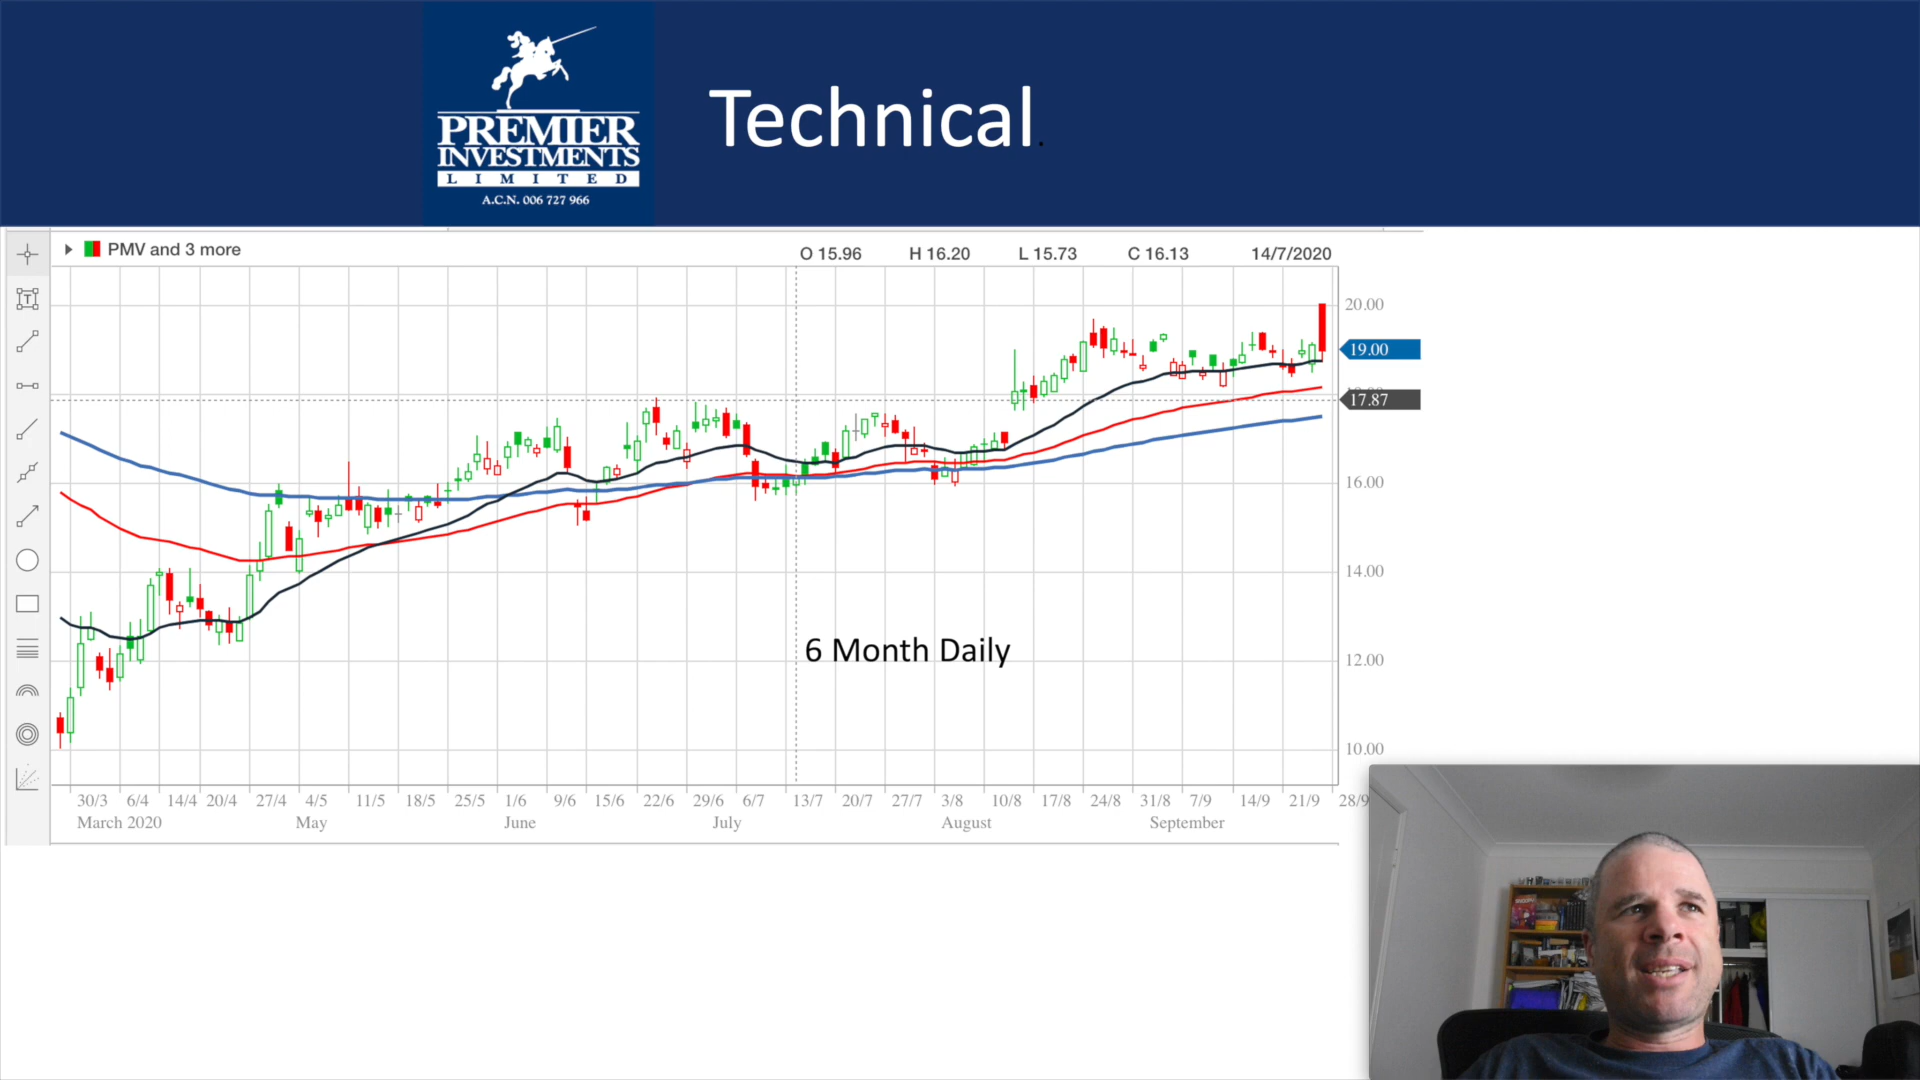 PREMIER
INVESTMENTS
LIMITED
A.C.N. 006 727 966
Technical.
PMV and 3 more
O 15.96 H 16.20 L 15.73 C 16.13 14/7/2020
20.00
19.00
17.87
16.00
14.00
12.00
10.00
6 Month Daily
30/3 6/4 14/4 20/4 27/4 4/5 11/5 18/5 25/5 1/6 9/6 15/6 22/6 29/6 6/7 13/7 20/7 27/7 3/8 10/8 17/8 24/8 31/8 7/9 14/9 21/9 28/9
March 2020 May June July August September